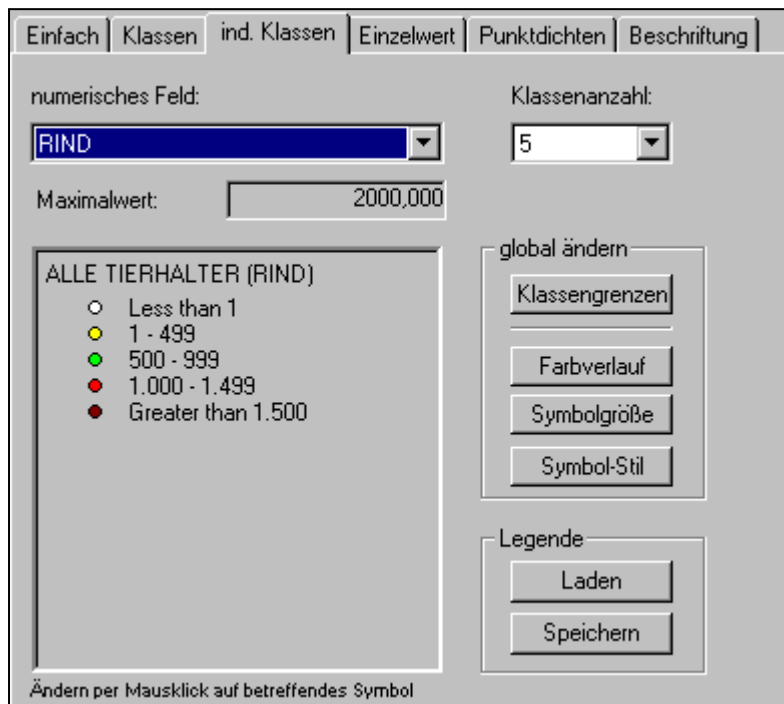 Einfach Klassen ind. Klassen Einzelwert Punktdichten Beschriftung
numerisches Feld: Klassenanzahl:
RIND 5
Maximalwert: 2000,000
ALLE TIERHALTER (RIND)
Less than 1
1 - 499
500 - 999
1.000 - 1.499
Greater than 1.500
global ändern
Klassengrenzen
Farbverlauf
Symbolgröße
Symbol-Stil
Legende
Laden
Speichern
Ändern per Mausklick auf betreffendes Symbol